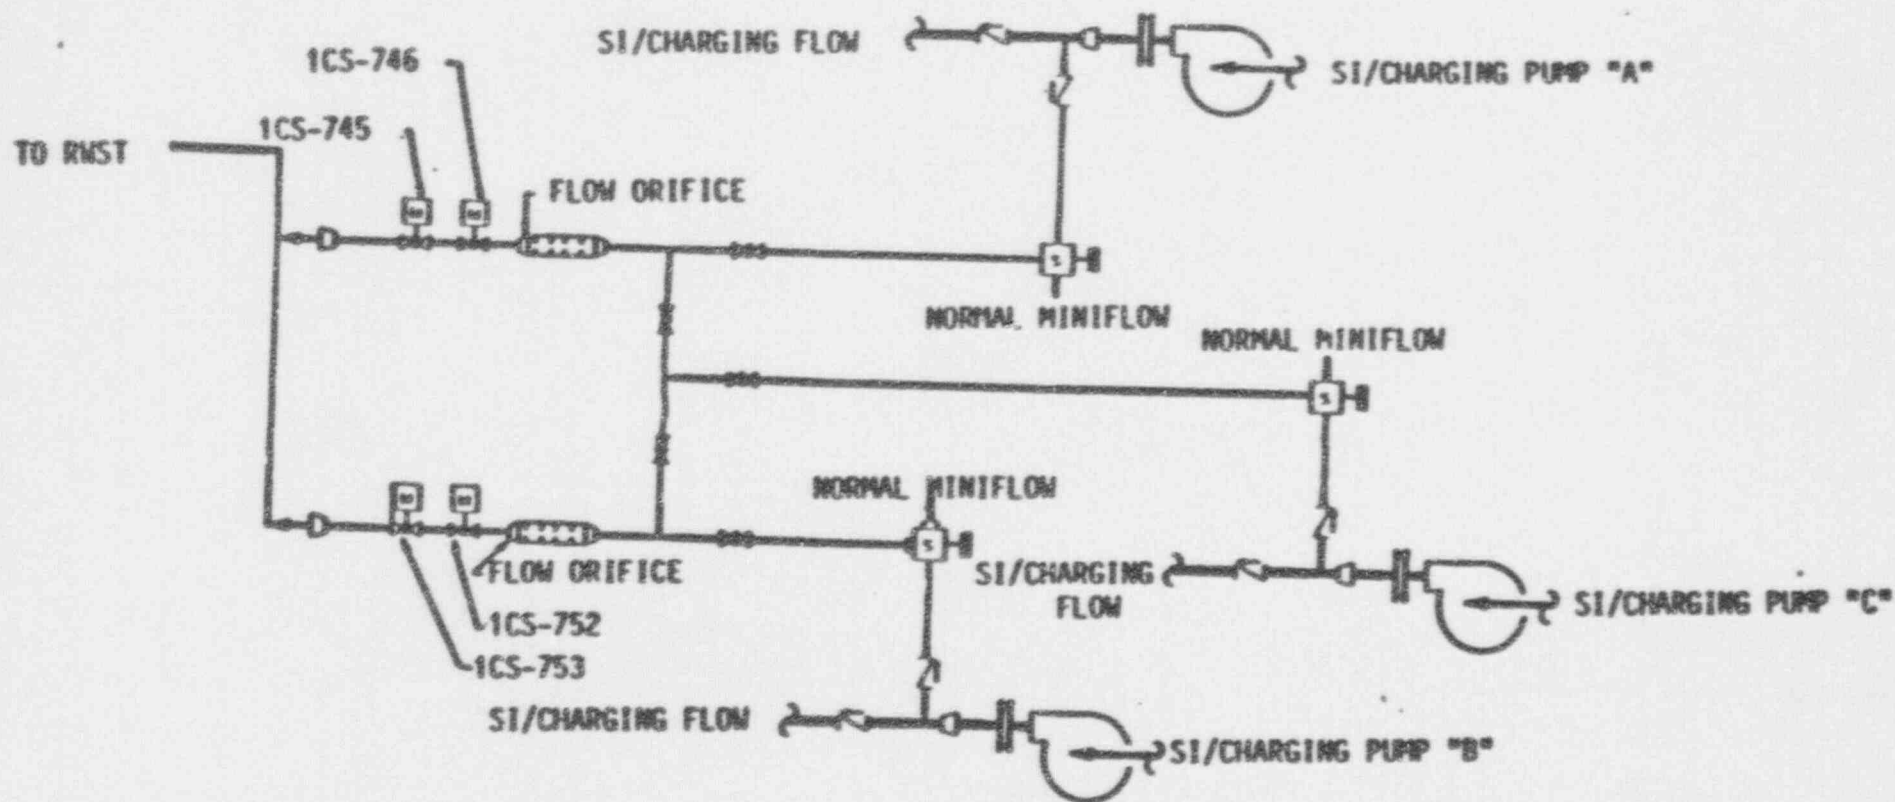 SI/CHARGING FLOW
SI/CHARGING PUMP "A"
1CS-746
1CS-745
TO RWST
FLOW ORIFICE
S
NORMAL MINIFLOW
NORMAL MINIFLOW
S
NORMAL MINIFLOW
S
SI/CHARGING
FLOW
FLOW ORIFICE
SI/CHARGING PUMP "C"
1CS-752
1CS-753
SI/CHARGING FLOW
SI/CHARGING PUMP "B"